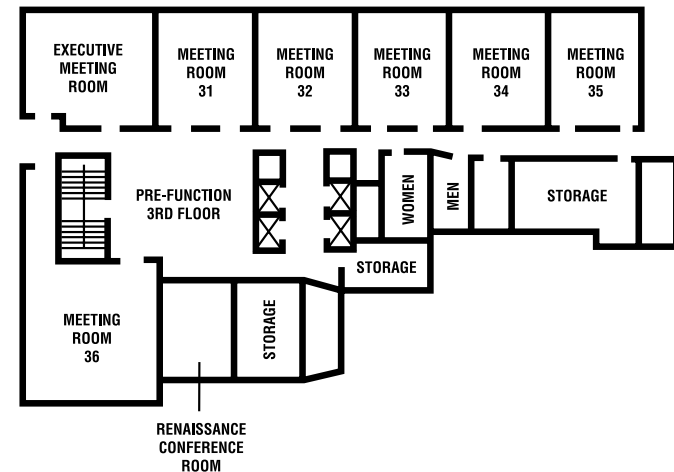 EXECUTIVE
MEETING
ROOM
MEETING
ROOM
31
MEETING
ROOM
32
MEETING
ROOM
33
MEETING
ROOM
34
MEETING
ROOM
35
PRE-FUNCTION
3RD FLOOR
WOMEN
MEN
STORAGE
STORAGE
MEETING
ROOM
36
STORAGE
RENAISSANCE
CONFERENCE
ROOM